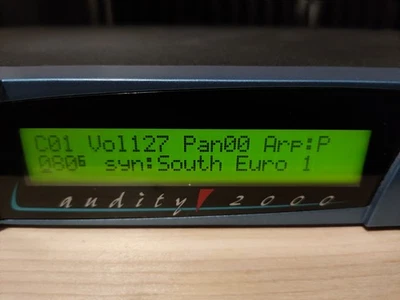 C01 Vol127 Pan00 Arp:P
0806 syn:South Euro 1
audity 2000